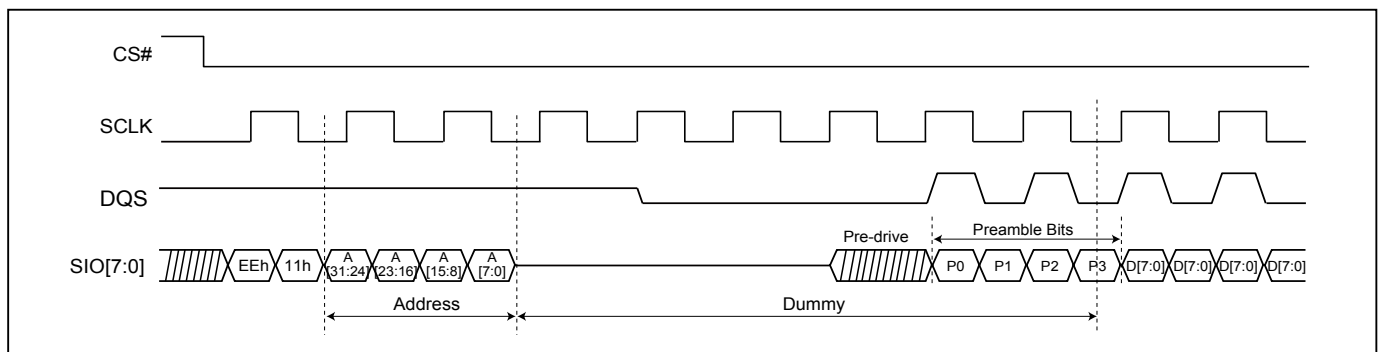 CS#
SCLK
DQS
Pre-drive
Preamble Bits
SIO[7:0]
EEh
11h
A
[31:24]
A
[23:16]
A
[15:8]
A
[7:0]
P0
P1
P2
P3
D[7:0]
D[7:0]
D[7:0]
D[7:0]
Address
Dummy